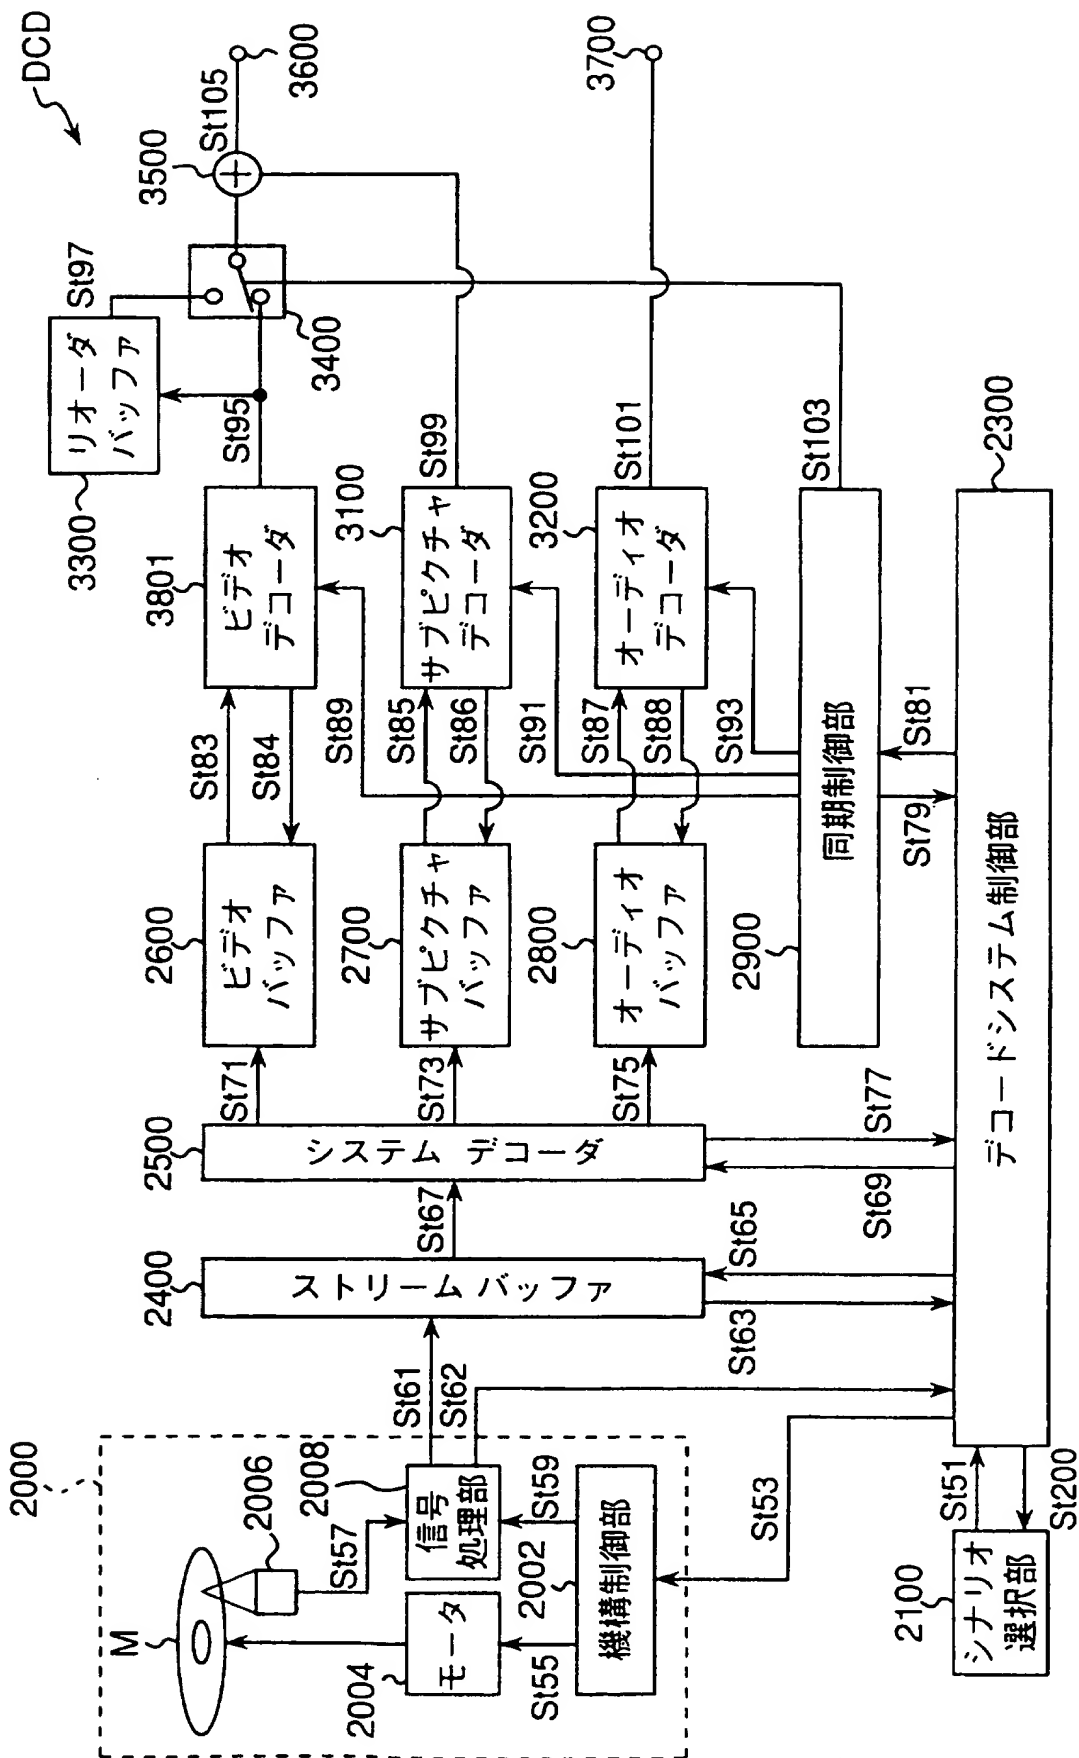 DCD
2000
M
2006
St57
2004
モータ
2008
信号
処理部
St55
2002
St59
機構制御部
St61
St62
St53
2100
シナリオ
選択部
St51
St200
2400
ストリーム バッファ
St63
St65
St67
2500
システム デコーダ
St69
St77
St71
St73
St75
2600
ビデオ
バッファ
2700
サブピクチャ
バッファ
2800
オーディオ
バッファ
St83
St84
St89
St85
St86
St91
St87
St88
St93
3801
ビデオ
デコーダ
3100
サブピクチャ
デコーダ
3200
オーディオ
デコーダ
2900
同期制御部
St79
St81
デコードシステム制御部
2300
3300
リオーダ
バッファ
St95
St97
St99
St101
St103
3400
3500
St105
3600
3700